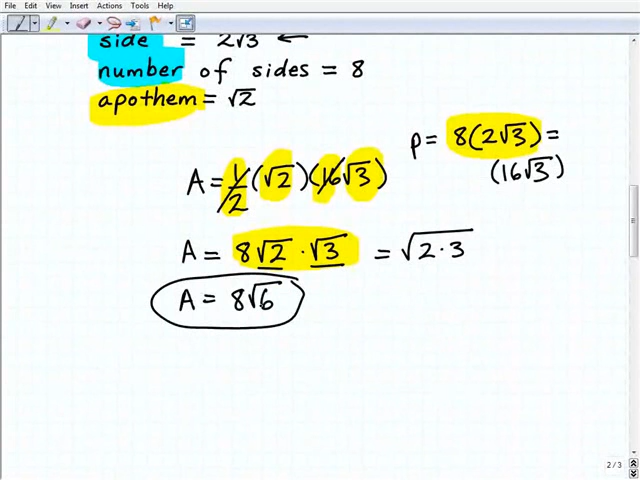 File Edit View Insert Actions Tools Help
side = 2√3 ←
number of sides = 8
apothem = √2
p = 8(2√3) =
(16√3)
A = 1/2 (√2) (16√3)
A = 8√2 · √3 = √2 · 3
A = 8√6
2 / 3